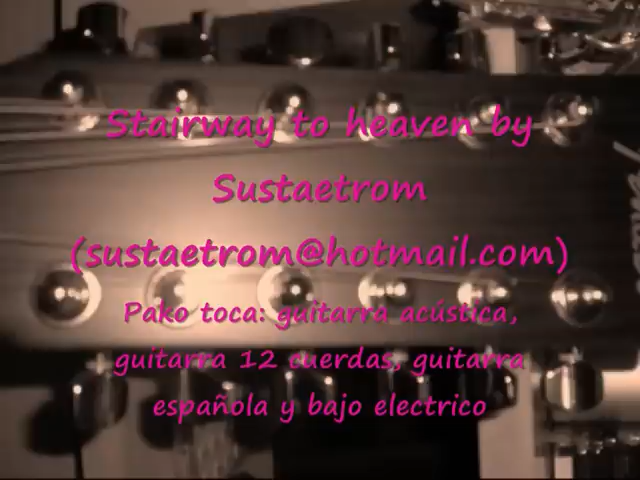 Stairway to heaven by
Sustaetrom
(sustaetrom@hotmail.com)
Pako toca: guitarra acústica,
guitarra 12 cuerdas, guitarra
española y bajo electrico